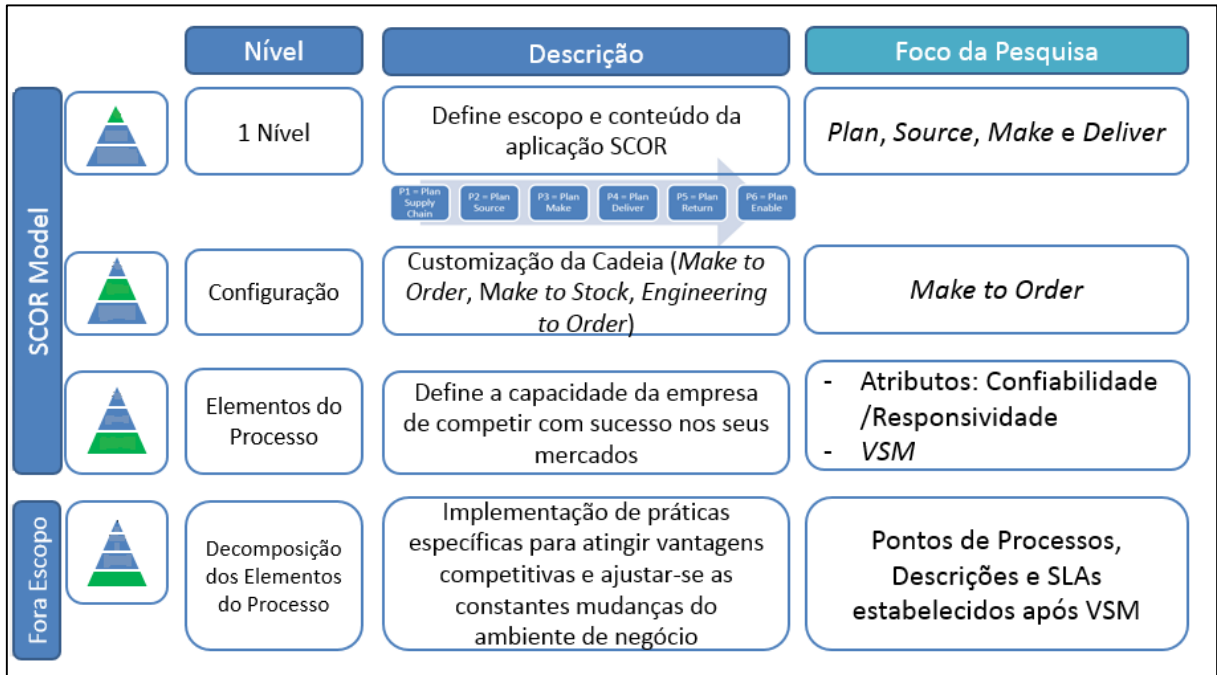 Nível
Descrição
Foco da Pesquisa
SCOR Model
1 Nível
Define escopo e conteúdo da
aplicação SCOR
Plan, Source, Make e Deliver
P1 = Plan
Supply
Chain
P2 = Plan
Source
P3 = Plan
Make
P4 = Plan
Deliver
P5 = Plan
Return
P6 = Plan
Enable
Configuração
Customização da Cadeia (Make to
Order, Make to Stock, Engineering
to Order)
Make to Order
Elementos do
Processo
Define a capacidade da empresa
de competir com sucesso nos seus
mercados
- Atributos: Confiabilidade
/Responsividade
- VSM
Fora Escopo
Decomposição
dos Elementos
do Processo
Implementação de práticas
específicas para atingir vantagens
competitivas e ajustar-se as
constantes mudanças do
ambiente de negócio
Pontos de Processos,
Descrições e SLAs
estabelecidos após VSM